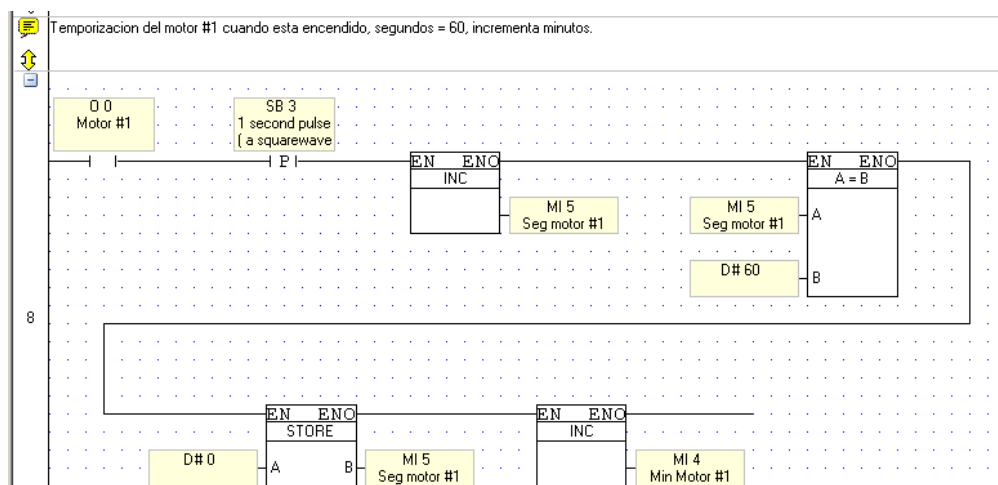 Temporizacion del motor #1 cuando esta encendido, segundos = 60, incrementa minutos.
O 0
Motor #1
SB 3
1 second pulse
( a squarewave
P
EN ENO
INC
EN ENO
A = B
MI 5
Seg motor #1
MI 5
Seg motor #1
A
D# 60
B
8
EN ENO
STORE
EN ENO
INC
D# 0
A B
MI 5
Seg motor #1
MI 4
Min Motor #1